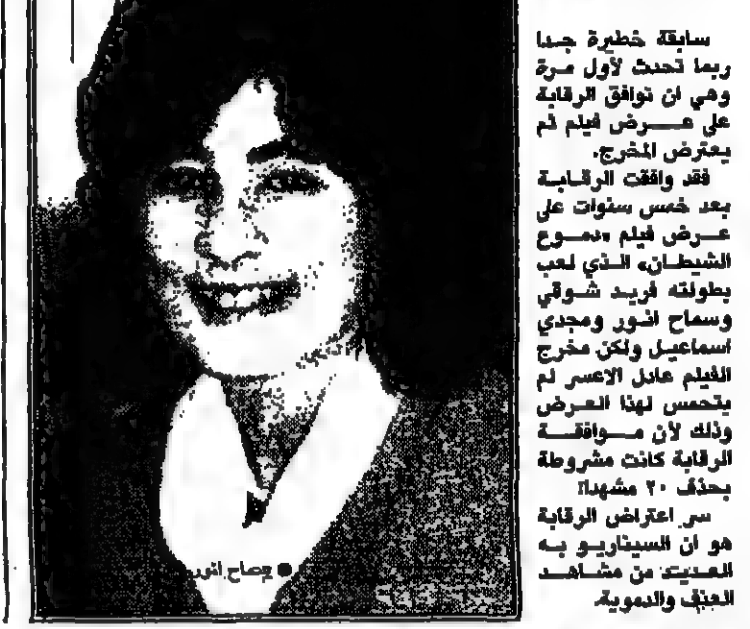 سابقة خطيرة جدا
ربما تحدث لأول مرة
وهي ان توافق الرقابة
على عرض فيلم ثم
يعترض المخرج.
فقد وافقت الرقابة
بعد خمس سنوات على
عرض فيلم «دموع
الشيطان» الذي لعب
بطولته فريد شوقي
وسماح انور ومجدي
اسماعيل ولكن مخرج
الفيلم عادل الاعسر لم
يتحمس لهذا العرض
وذلك لأن موافقة
الرقابة كانت مشروطة
بحذف ٢٠ مشهدا!
سر اعتراض الرقابة
هو ان السيناريو به
العديد من مشاهد
العنف والدموية.
● سماح انور